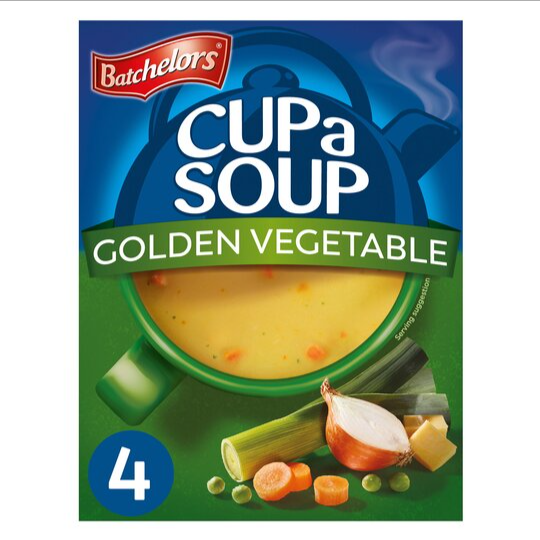 Batchelors®
CUPa
SOUP
GOLDEN VEGETABLE
Serving suggestion
4